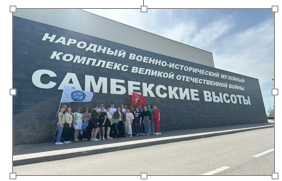 НАРОДНЫЙ ВОЕННО-ИСТОРИЧЕСКИЙ МУЗЕЙНЫЙ
КОМПЛЕКС ВЕЛИКОЙ ОТЕЧЕСТВЕННОЙ ВОЙНЫ
САМБЕКСКИЕ ВЫСОТЫ